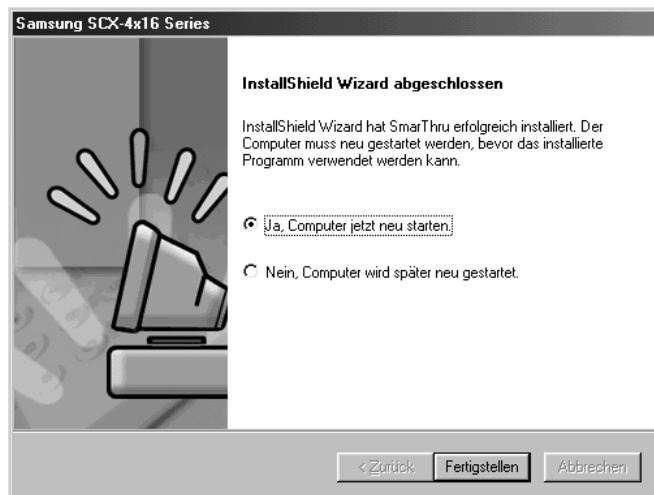 Samsung SCX-4x16 Series
InstallShield Wizard abgeschlossen
InstallShield Wizard hat SmarThru erfolgreich installiert. Der
Computer muss neu gestartet werden, bevor das installierte
Programm verwendet werden kann.
Ja, Computer jetzt neu starten.
Nein, Computer wird später neu gestartet.
< Zurück
Fertigstellen
Abbrechen